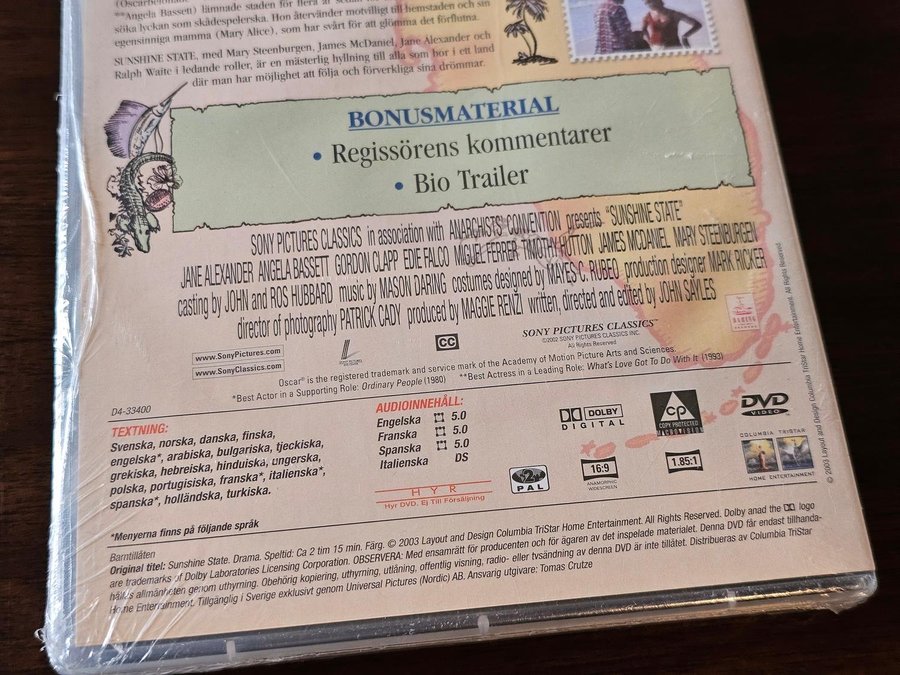 (Oscarbelönade
**Angela Bassett) lämnade staden för flera år sedan
söka lyckan som skådespelerska. Hon återvänder motvilligt till hemstaden och sin
egensinniga mamma (Mary Alice), som har svårt för att glömma det förflutna.
SUNSHINE STATE, med Mary Steenburgen, James McDaniel, Jane Alexander och
Ralph Waite i ledande roller, är en mästerlig hyllning till alla som bor i ett land
där man har möjlighet att följa och förverkliga sina drömmar.
BONUSMATERIAL
• Regissörens kommentarer
• Bio Trailer
SONY PICTURES CLASSICS in association with ANARCHISTS' CONVENTION presents "SUNSHINE STATE"
JANE ALEXANDER ANGELA BASSETT GORDON CLAPP EDIE FALCO MIGUEL FERRER TIMOTHY HUTTON JAMES MCDANIEL MARY STEENBURGEN
casting by JOHN and ROS HUBBARD music by MASON DARING costumes designed by MAYES C. RUBEO production designer MARK RICKER
director of photography PATRICK CADY produced by MAGGIE RENZI written, directed and edited by JOHN SAYLES
www.SonyPictures.com
www.SonyClassics.com
CC
SONY PICTURES CLASSICS™
©2002 SONY PICTURES CLASSICS INC.
All Rights Reserved
Oscar® is the registered trademark and service mark of the Academy of Motion Picture Arts and Sciences.
*Best Actor in a Supporting Role: Ordinary People (1980) **Best Actress in a Leading Role: What's Love Got To Do With It (1993)
D4-33400
TEXTNING:
Svenska, norska, danska, finska,
engelska*, arabiska, bulgariska, tjeckiska,
grekiska, hebreiska, hinduiska, ungerska,
polska, portugisiska, franska*, italienska*,
spanska*, holländska, turkiska.
*Menyerna finns på följande språk
AUDIOINNEHÅLL:
Engelska 5.0
Franska 5.0
Spanska 5.0
Italienska DS
HYR
Hyr DVD. Ej Till Försäljning
2
PAL
DOLBY
DIGITAL
16:9
ANAMORPHIC
WIDESCREEN
CP
COPY PROTECTED
MACROVISION
1.85:1
DVD
VIDEO
COLUMBIA TRISTAR
HOME ENTERTAINMENT
© 2003 Layout and Design Columbia TriStar Home Entertainment. All Rights Reserved.
Barntillåten
Original titel: Sunshine State. Drama. Speltid: Ca 2 tim 15 min. Färg. © 2003 Layout and Design Columbia TriStar Home Entertainment. All Rights Reserved. Dolby anad the logo
are trademarks of Dolby Laboratories Licensing Corporation. OBSERVERA: Med ensamrätt för producenten och för ägaren av det inspelade materialet. Denna DVD får endast tillhanda-
hållas allmänheten genom uthyrning. Obehörig kopiering, uthyrning, utlåning, offentlig visning, radio- eller tvsändning av denna DVD är inte tillåtet. Distribueras av Columbia TriStar
Home Entertainment. Tillgänglig i Sverige exklusivt genom Universal Pictures (Nordic) AB. Ansvarig utgivare: Tomas Crutze